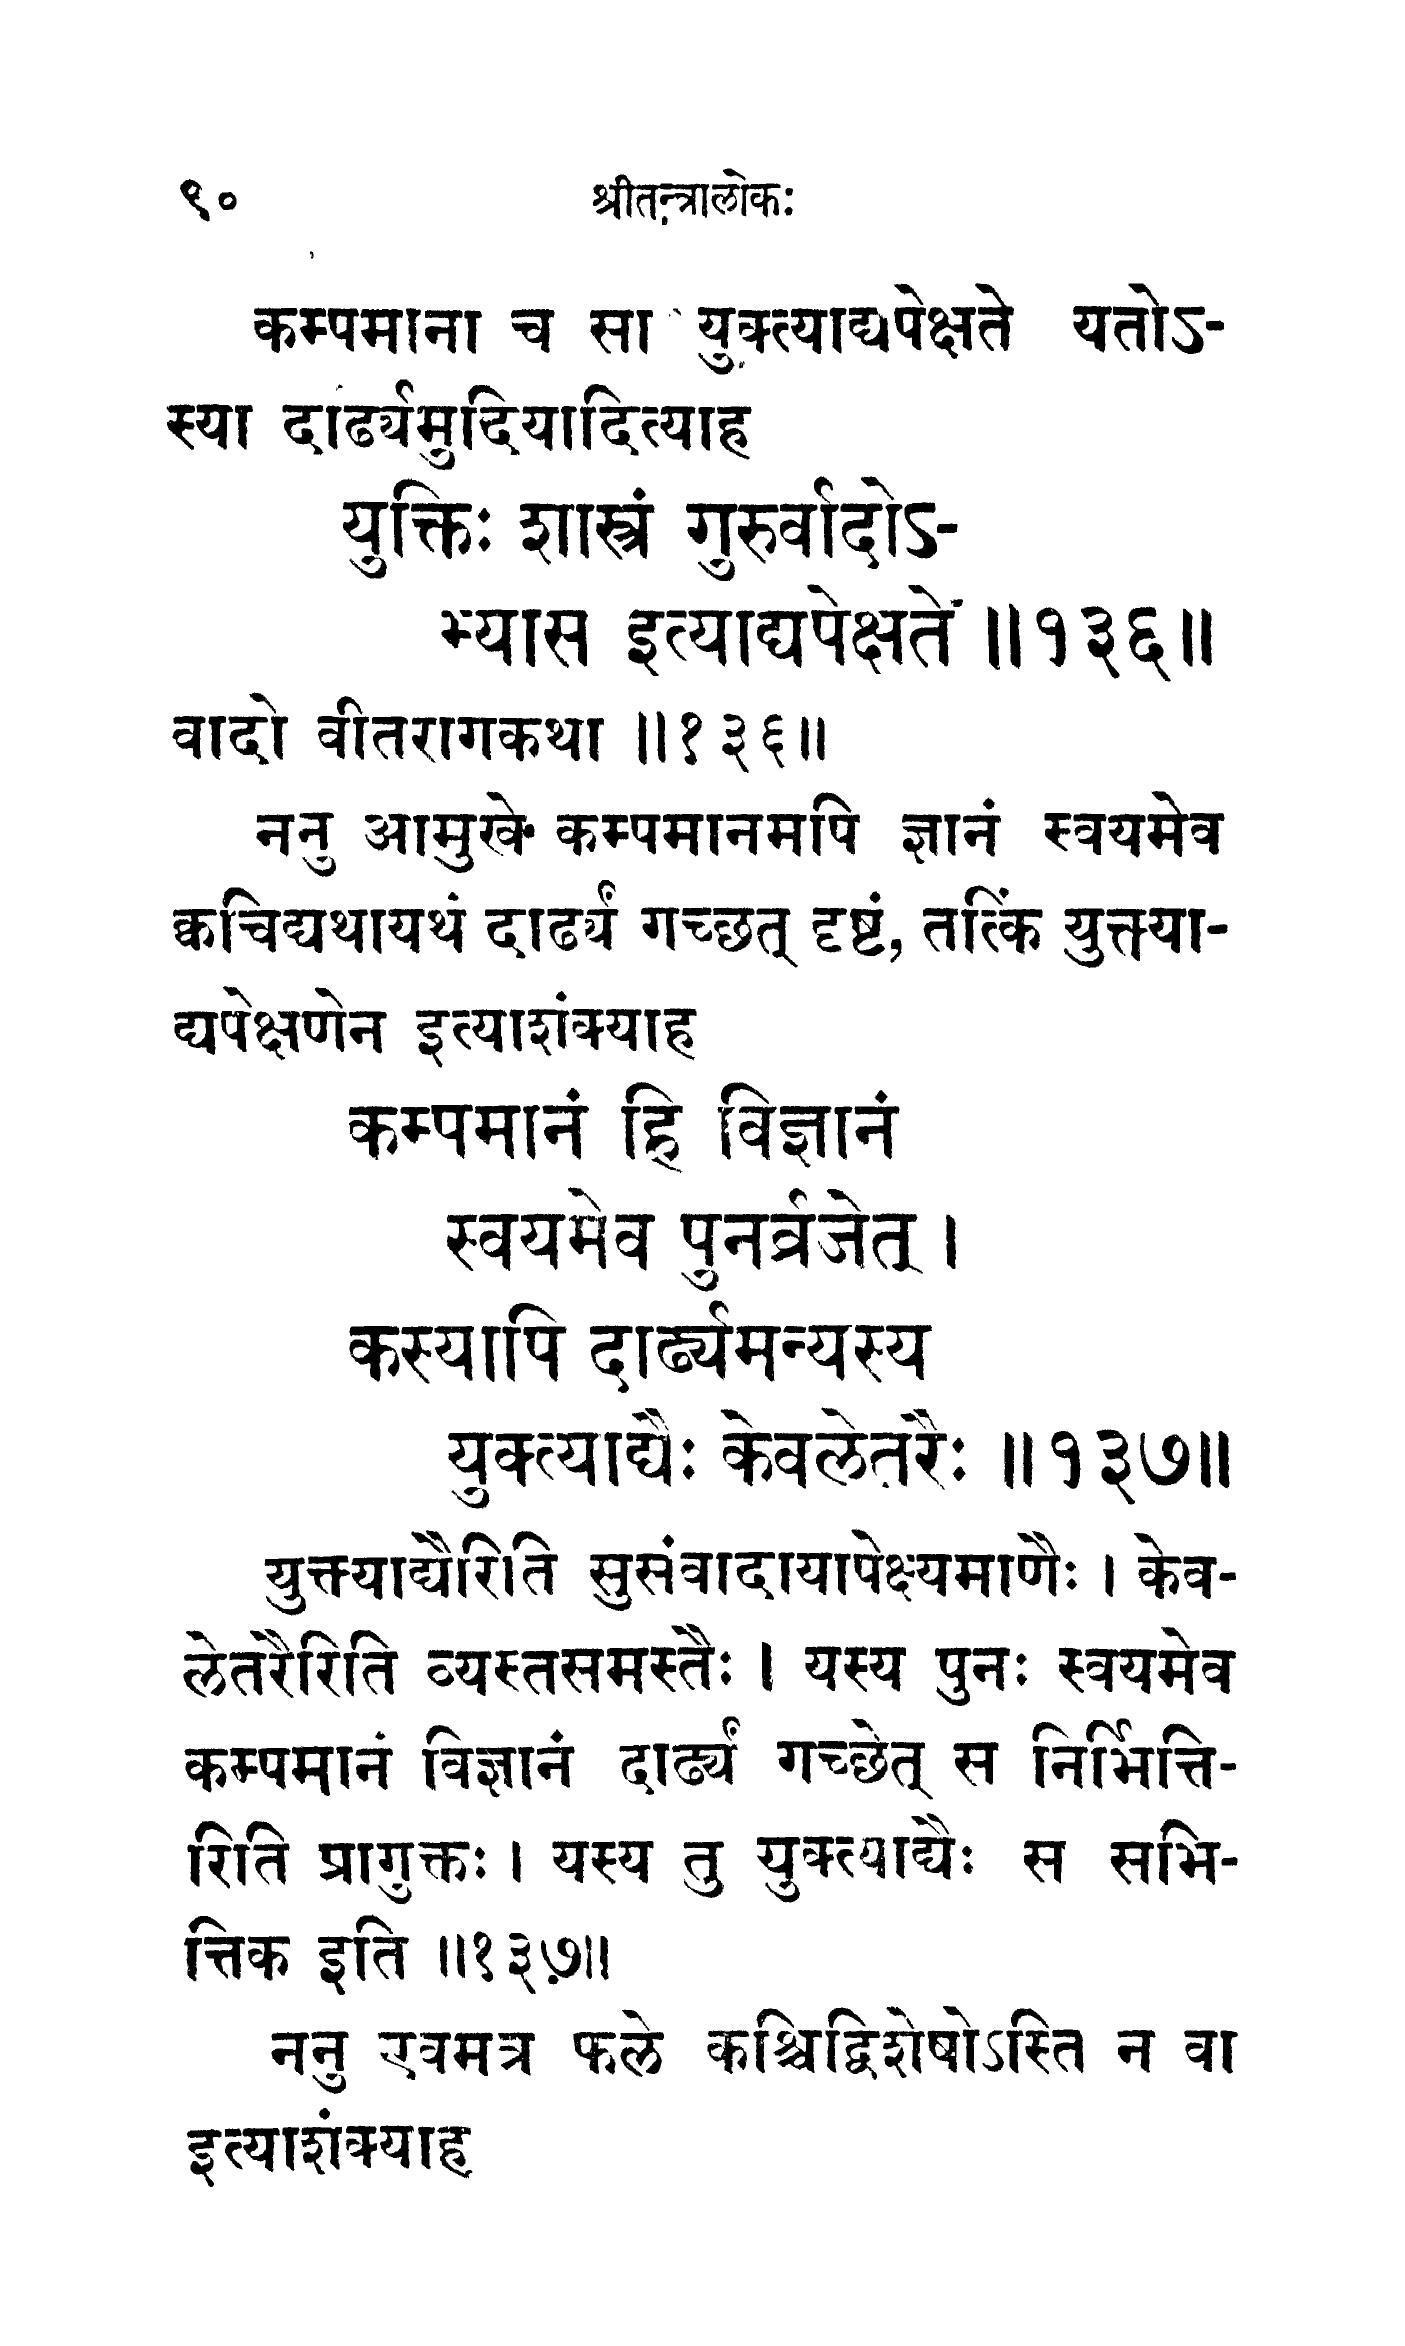 ९०
श्रीतन्त्रालोकः
कम्पमाना च सा युक्त्याद्यपेक्षते यतोऽ-
स्या दार्ढ्यमुदियादित्याह
युक्तिः शास्त्रं गुरुर्वादोऽ-
भ्यास इत्याद्यपेक्षते ॥१३६॥
वादो वीतरागकथा ॥१३६॥
ननु आमुखे कम्पमानमपि ज्ञानं स्वयमेव
क्वचिद्यथायथं दार्ढ्यं गच्छत् दृष्टं, तत्किं युक्तया-
द्यपेक्षणेन इत्याशंक्याह
कम्पमानं हि विज्ञानं
स्वयमेव पुनर्व्रजेत् ।
कस्यापि दार्ढ्यमन्यस्य
युक्त्याद्यैः केवलेतरैः ॥१३७॥
युक्तयाद्यैरिति सुसंवादायापेक्ष्यमाणैः । केव-
लेतरैरिति व्यस्तसमस्तैः । यस्य पुनः स्वयमेव
कम्पमानं विज्ञानं दार्ढ्यं गच्छेत् स निर्भित्ति-
रिति प्रागुक्तः । यस्य तु युक्त्याद्यैः स सभि-
त्तिक इति ॥१३७॥
ननु एवमत्र फले कश्चिद्विशेषोऽस्ति न वा
इत्याशंक्याह